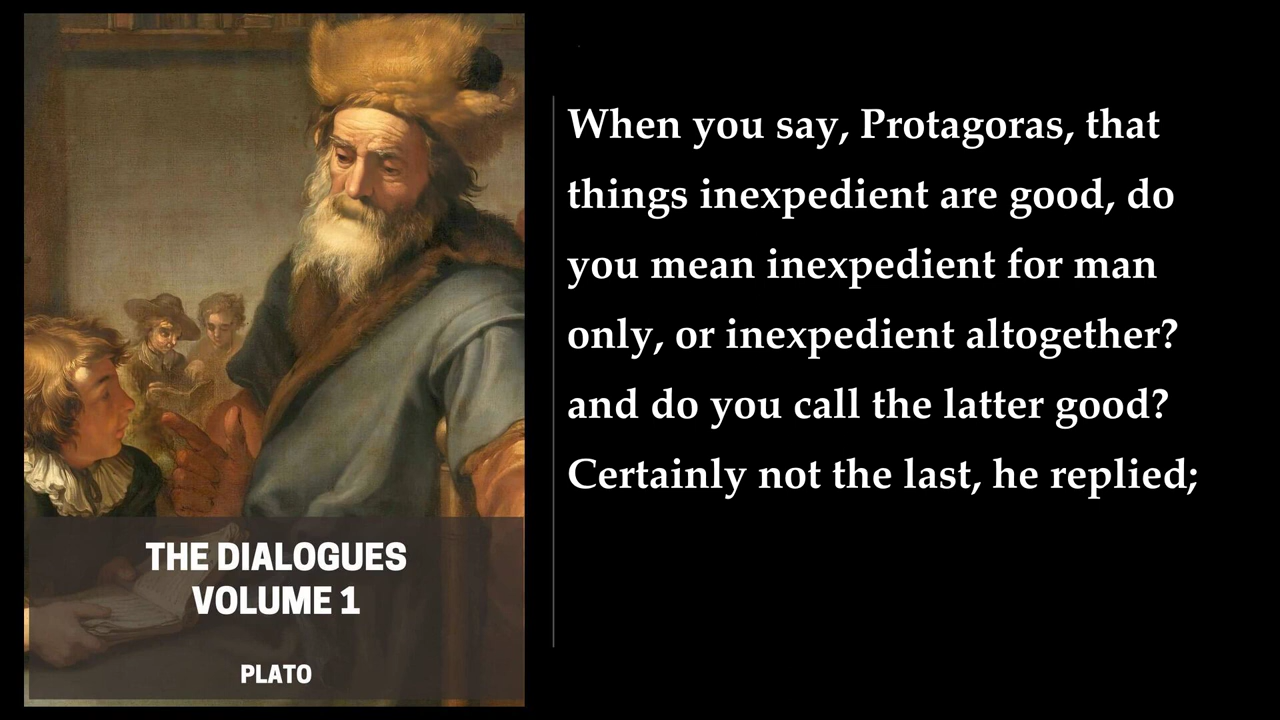 THE DIALOGUES
VOLUME 1
PLATO
When you say, Protagoras, that
things inexpedient are good, do
you mean inexpedient for man
only, or inexpedient altogether?
and do you call the latter good?
Certainly not the last, he replied;